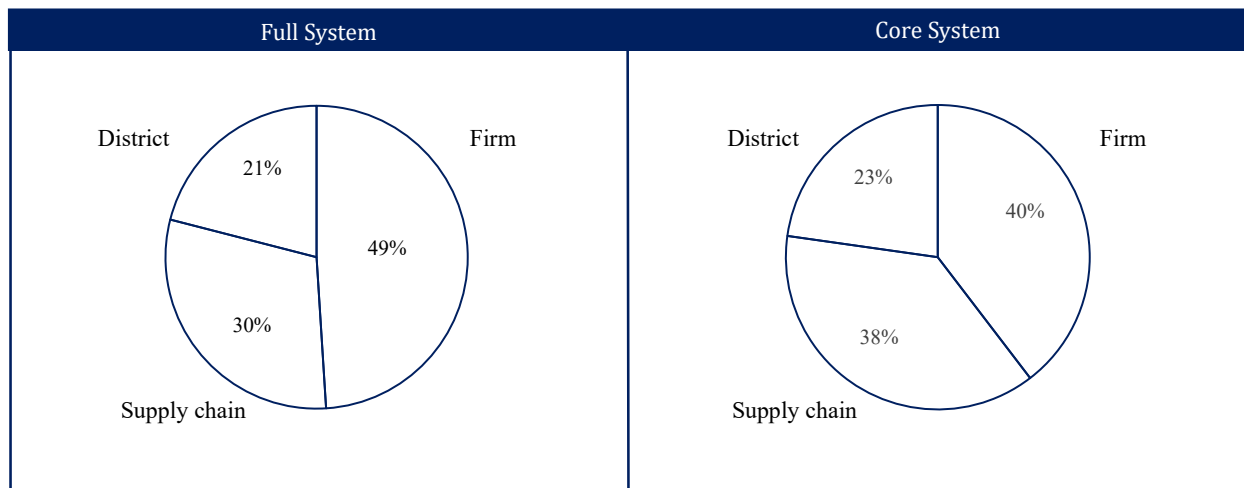 Full System
District
Firm
21%
49%
30%
Supply chain
Core System
District
Firm
23%
40%
38%
Supply chain